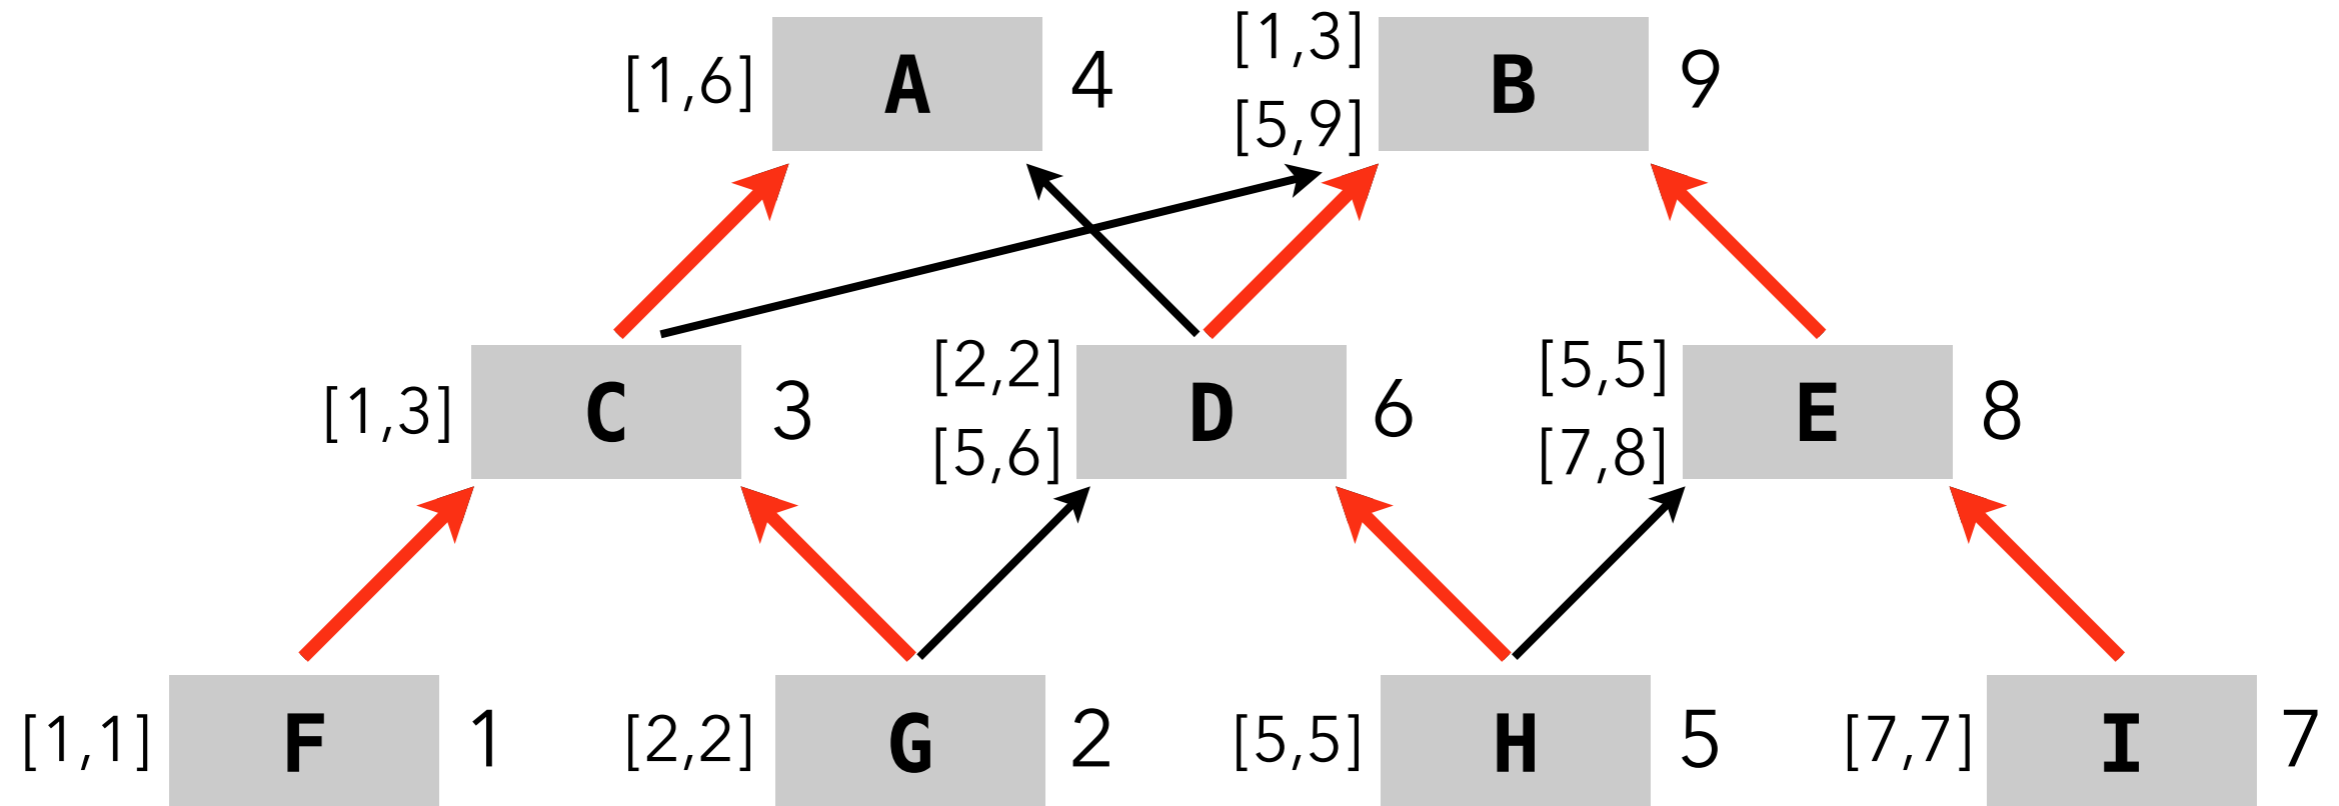 [1,3]
[1,6] A 4 B 9
[5,9]
[2,2] [5,5]
[1,3] C 3 D 6 E 8
[5,6] [7,8]
[1,1] F 1 [2,2] G 2 [5,5] H 5 [7,7] I 7